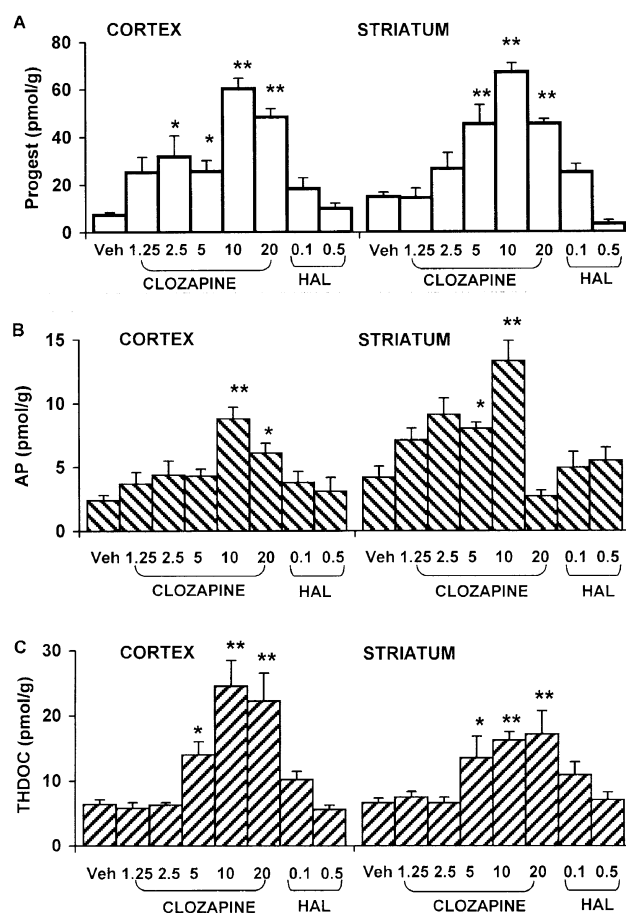 A
CORTEX
STRIATUM
Progest (pmol/g)
80
60
40
20
0
* * ** ** ** ** **
Veh 1.25 2.5 5 10 20 0.1 0.5 Veh 1.25 2.5 5 10 20 0.1 0.5
CLOZAPINE HAL CLOZAPINE HAL
B
CORTEX
STRIATUM
AP (pmol/g)
15
10
5
0
** * * **
Veh 1.25 2.5 5 10 20 0.1 0.5 Veh 1.25 2.5 5 10 20 0.1 0.5
CLOZAPINE HAL CLOZAPINE HAL
C
CORTEX
STRIATUM
THDOC (pmol/g)
30
20
10
0
* ** ** * ** **
Veh 1.25 2.5 5 10 20 0.1 0.5 Veh 1.25 2.5 5 10 20 0.1 0.5
CLOZAPINE HAL CLOZAPINE HAL